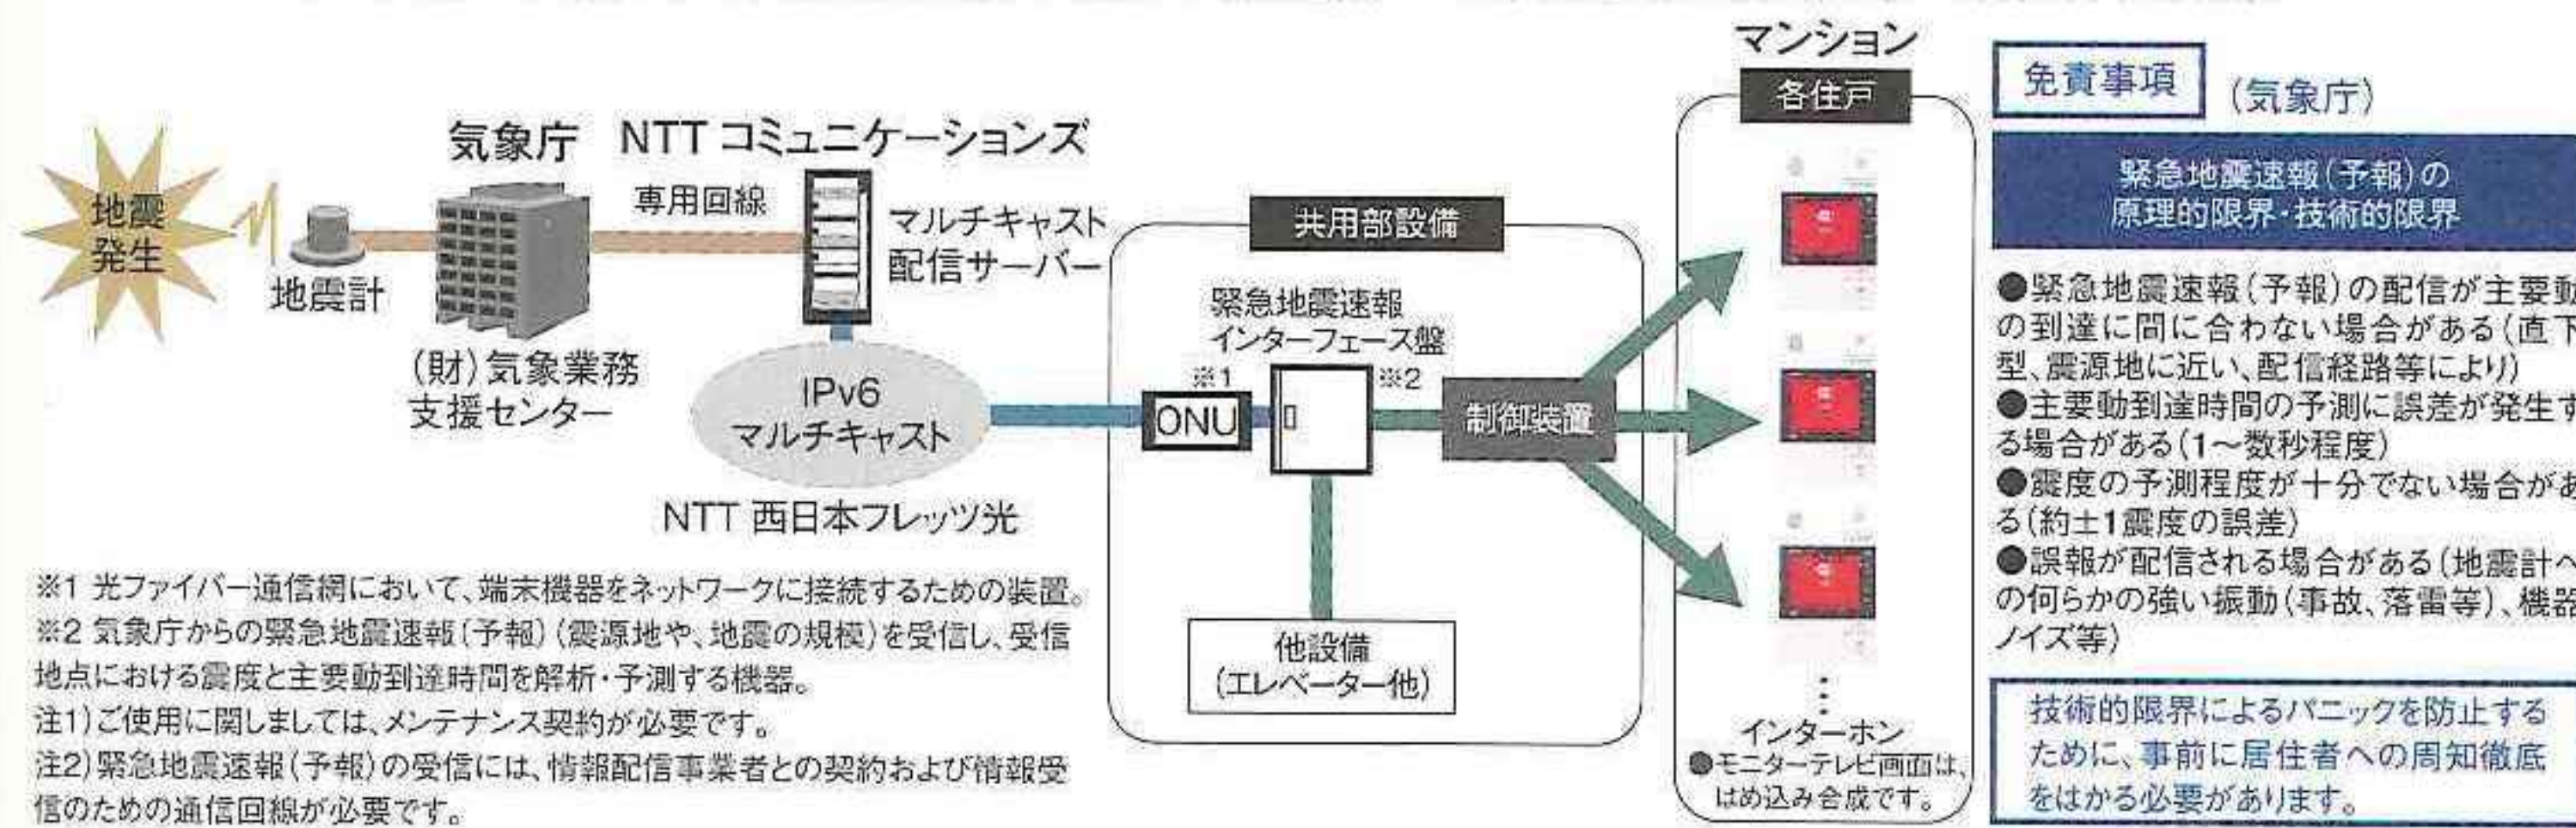 地震
発生
地震計
気象庁
(財)気象業務
支援センター
専用回線
NTT コミュニケーションズ
マルチキャスト
配信サーバー
IPv6
マルチキャスト
NTT 西日本フレッツ光
共用部設備
緊急地震速報
インターフェース盤
※1
ONU
※2
制御装置
他設備
(エレベーター他)
マンション
各住戸
インターホン
●モニターテレビ画面は、
はめ込み合成です。
※1 光ファイバー通信網において、端末機器をネットワークに接続するための装置。
※2 気象庁からの緊急地震速報(予報)(震源地や、地震の規模)を受信し、受信
地点における震度と主要動到達時間を解析・予測する機器。
注1)ご使用に関しましては、メンテナンス契約が必要です。
注2)緊急地震速報(予報)の受信には、情報配信事業者との契約および情報受
信のための通信回線が必要です。
免責事項
(気象庁)
緊急地震速報(予報)の
原理的限界・技術的限界
●緊急地震速報(予報)の配信が主要動
の到達に間に合わない場合がある(直下
型、震源地に近い、配信経路等により)
●主要動到達時間の予測に誤差が発生す
る場合がある(1〜数秒程度)
●震度の予測程度が十分でない場合があ
る(約±1震度の誤差)
●誤報が配信される場合がある(地震計へ
の何らかの強い振動(事故、落雷等)、機器
ノイズ等)
技術的限界によるパニックを防止する
ために、事前に居住者への周知徹底
をはかる必要があります。